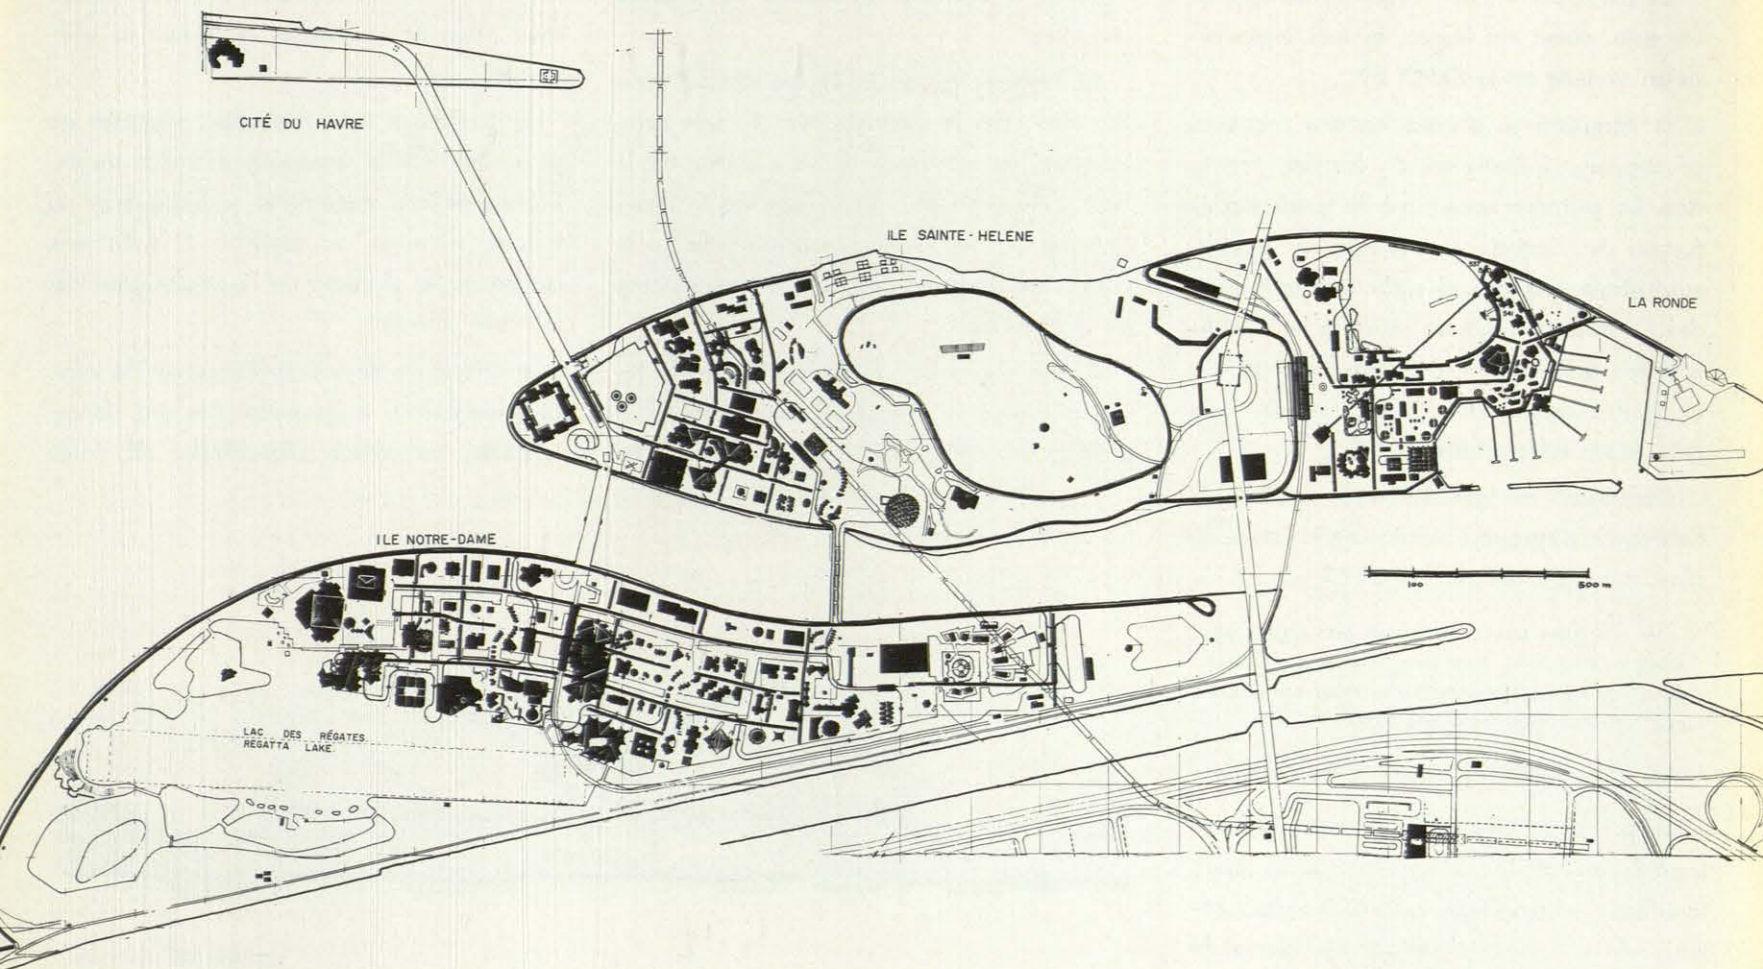 CITÉ DU HAVRE
ILE SAINTE-HELENE
LA RONDE
ILE NOTRE-DAME
100 500 m
LAC DES RÉGATES
REGATTA LAKE